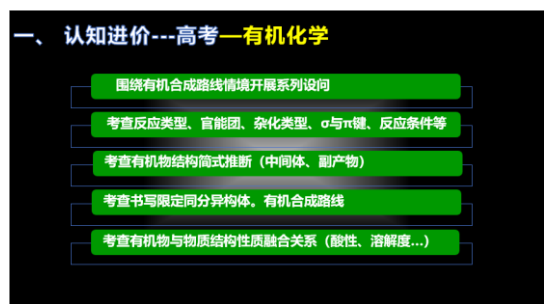 一、 认知进价---高考—有机化学
围绕有机合成路线情境开展系列设问
考查反应类型、官能团、杂化类型、σ与π键、反应条件等
考查有机物结构简式推断（中间体、副产物）
考查书写限定同分异构体。有机合成路线
考查有机物与物质结构性质融合关系（酸性、溶解度...）